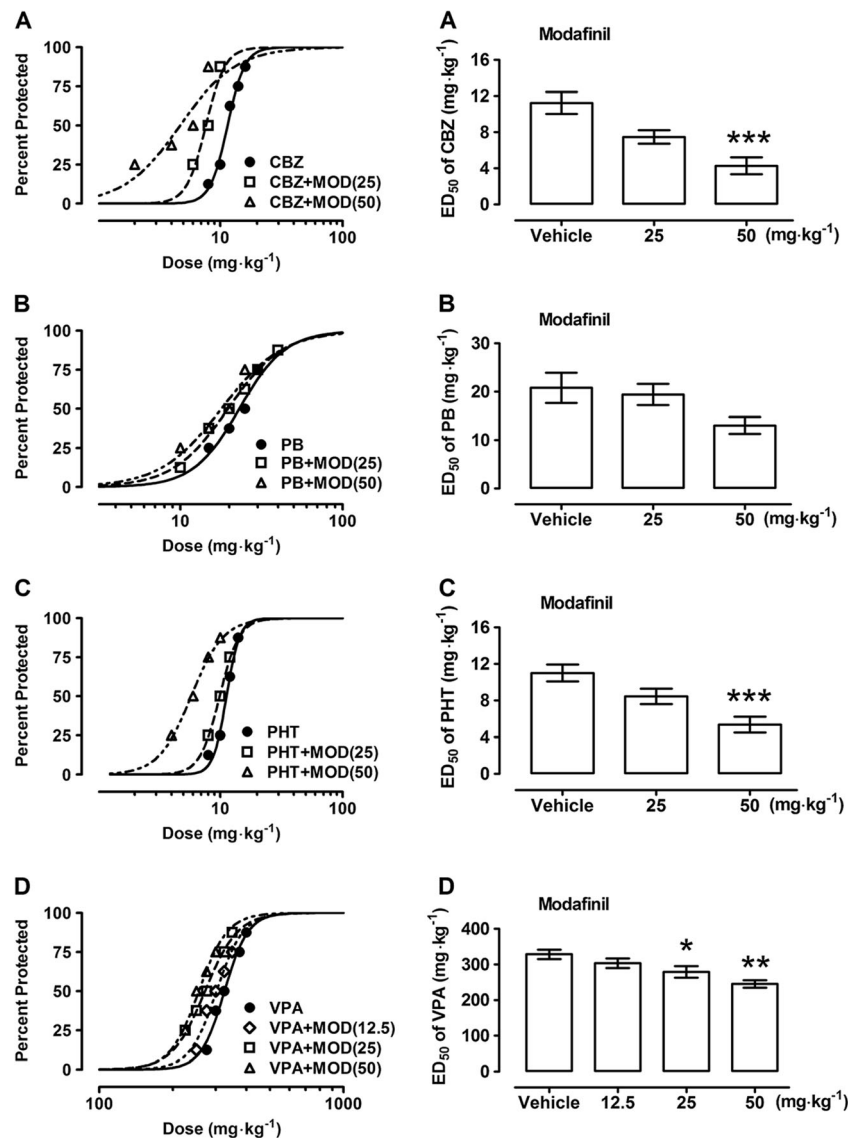 A
Percent Protected
100
75
50
25
0
CBZ
CBZ+MOD(25)
CBZ+MOD(50)
10
100
Dose (mg·kg-1)
A
Modafinil
ED50 of CBZ (mg·kg-1)
16
12
8
4
0
***
Vehicle
25
50
(mg·kg-1)
B
Percent Protected
100
75
50
25
0
PB
PB+MOD(25)
PB+MOD(50)
10
100
Dose (mg·kg-1)
B
Modafinil
ED50 of PB (mg·kg-1)
30
20
10
0
Vehicle
25
50
(mg·kg-1)
C
Percent Protected
100
75
50
25
0
PHT
PHT+MOD(25)
PHT+MOD(50)
10
100
Dose (mg·kg-1)
C
Modafinil
ED50 of PHT (mg·kg-1)
16
12
8
4
0
***
Vehicle
25
50
(mg·kg-1)
D
Percent Protected
100
75
50
25
0
VPA
VPA+MOD(12.5)
VPA+MOD(25)
VPA+MOD(50)
100
1000
Dose (mg·kg-1)
D
Modafinil
ED50 of VPA (mg·kg-1)
400
300
200
100
0
*
**
Vehicle
12.5
25
50
(mg·kg-1)